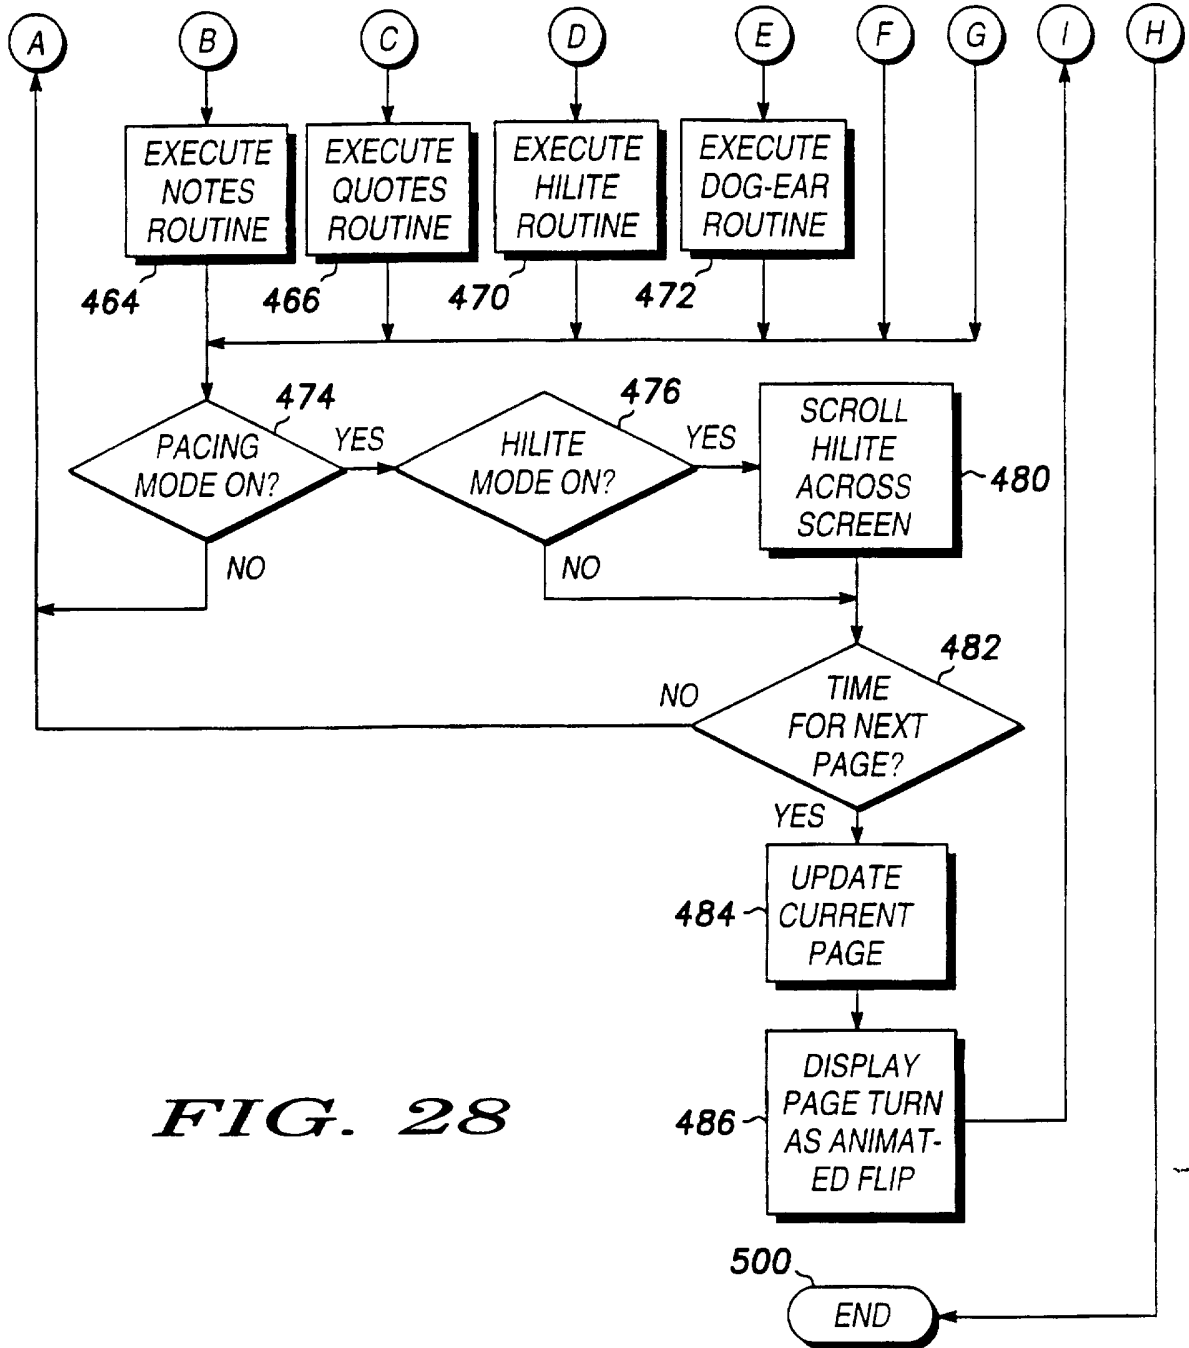 A
B
C
D
E
F
G
I
H
EXECUTE
NOTES
ROUTINE
464
EXECUTE
QUOTES
ROUTINE
466
EXECUTE
HILITE
ROUTINE
470
EXECUTE
DOG-EAR
ROUTINE
472
PACING
MODE ON?
474
YES
NO
HILITE
MODE ON?
476
YES
NO
SCROLL
HILITE
ACROSS
SCREEN
480
TIME
FOR NEXT
PAGE?
482
NO
YES
UPDATE
CURRENT
PAGE
484
DISPLAY
PAGE TURN
AS ANIMAT-
ED FLIP
486
FIG. 28
500
END